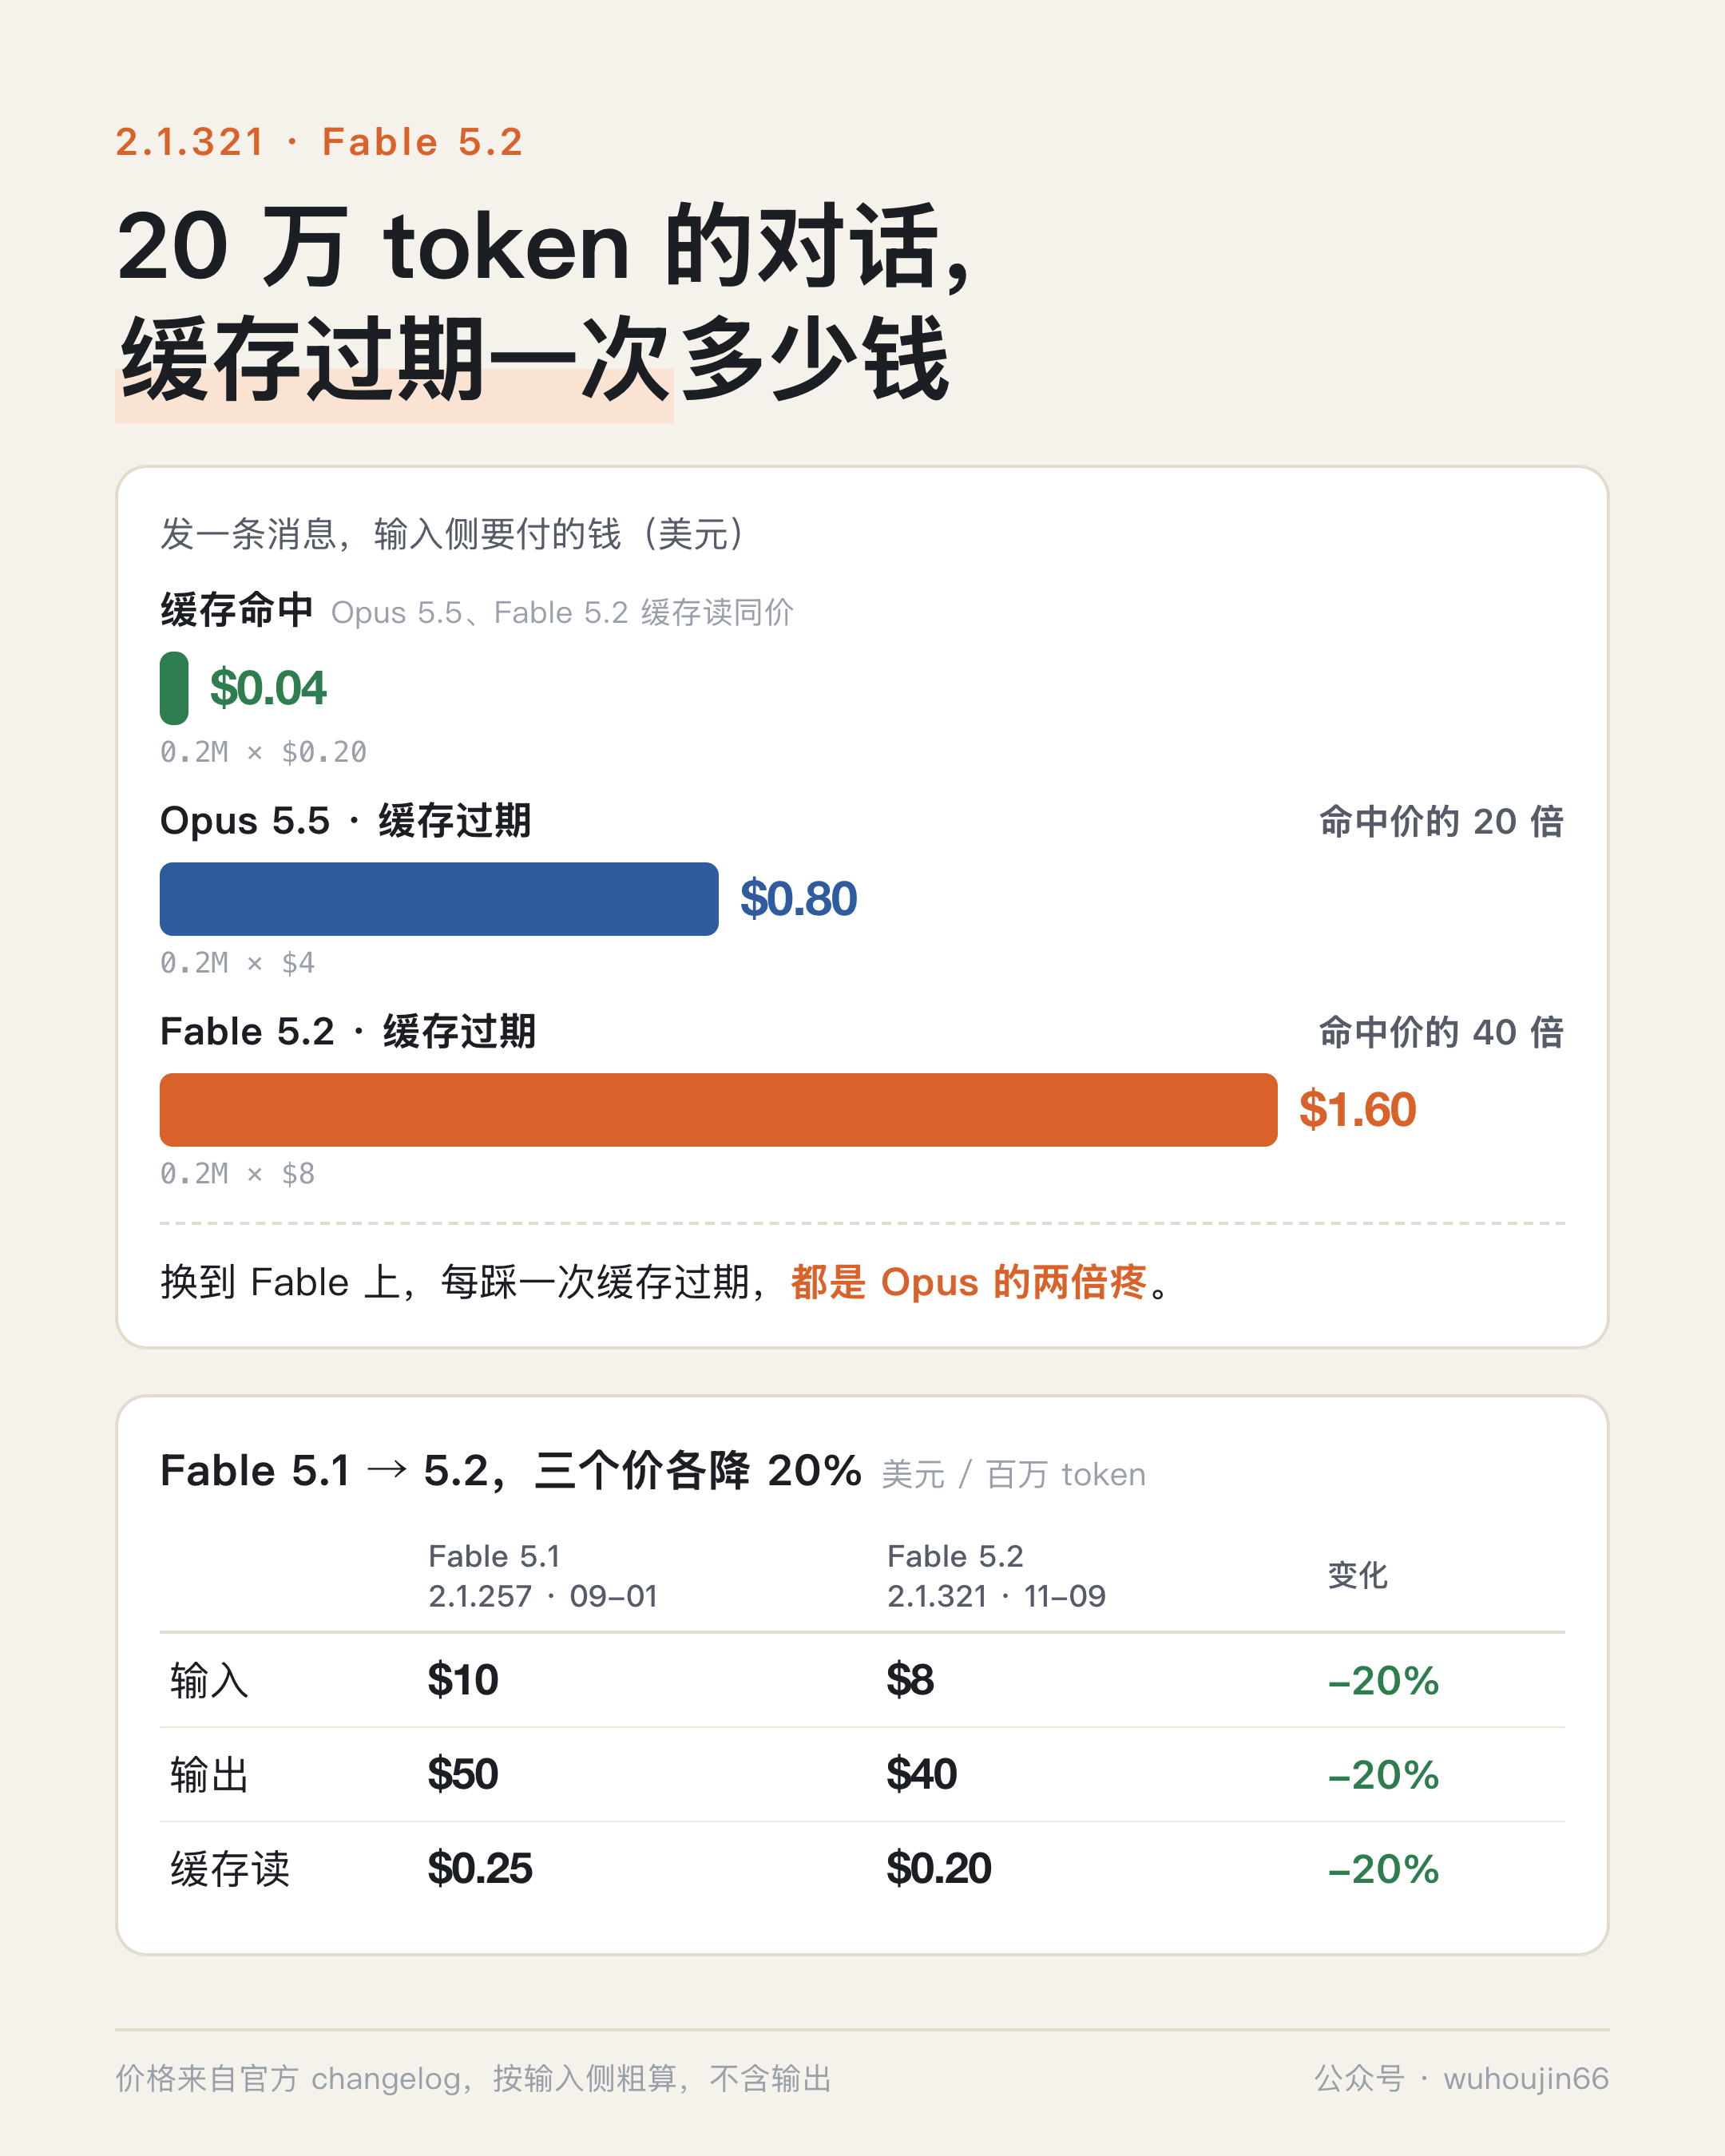 2.1.321 · Fable 5.2
20 万 token 的对话，
缓存过期一次多少钱
发一条消息，输入侧要付的钱（美元）
缓存命中 Opus 5.5、Fable 5.2 缓存读同价
$0.04
0.2M × $0.20
Opus 5.5 · 缓存过期 命中价的 20 倍
$0.80
0.2M × $4
Fable 5.2 · 缓存过期 命中价的 40 倍
$1.60
0.2M × $8
换到 Fable 上，每踩一次缓存过期，都是 Opus 的两倍疼。
Fable 5.1 → 5.2，三个价各降 20% 美元 / 百万 token
Fable 5.1 Fable 5.2 变化
2.1.257 · 09–01 2.1.321 · 11–09
输入 $10 $8 –20%
输出 $50 $40 –20%
缓存读 $0.25 $0.20 –20%
价格来自官方 changelog，按输入侧粗算，不含输出 公众号 · wuhoujin66